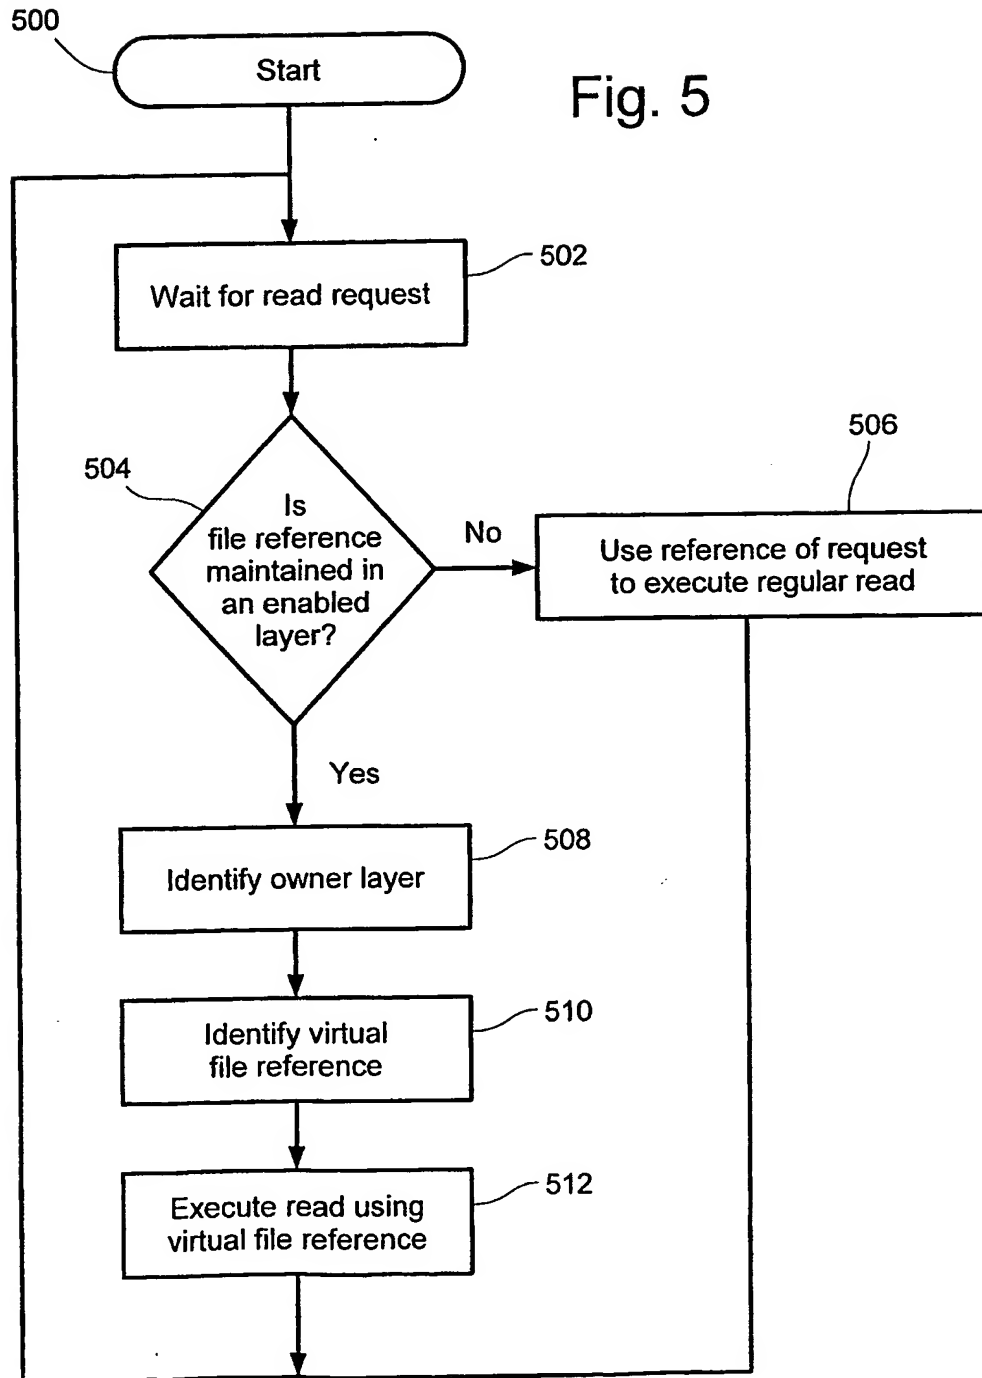 500
Start
Fig. 5
502
Wait for read request
504
Is
file reference
maintained in
an enabled
layer?
No
506
Use reference of request
to execute regular read
Yes
508
Identify owner layer
510
Identify virtual
file reference
512
Execute read using
virtual file reference